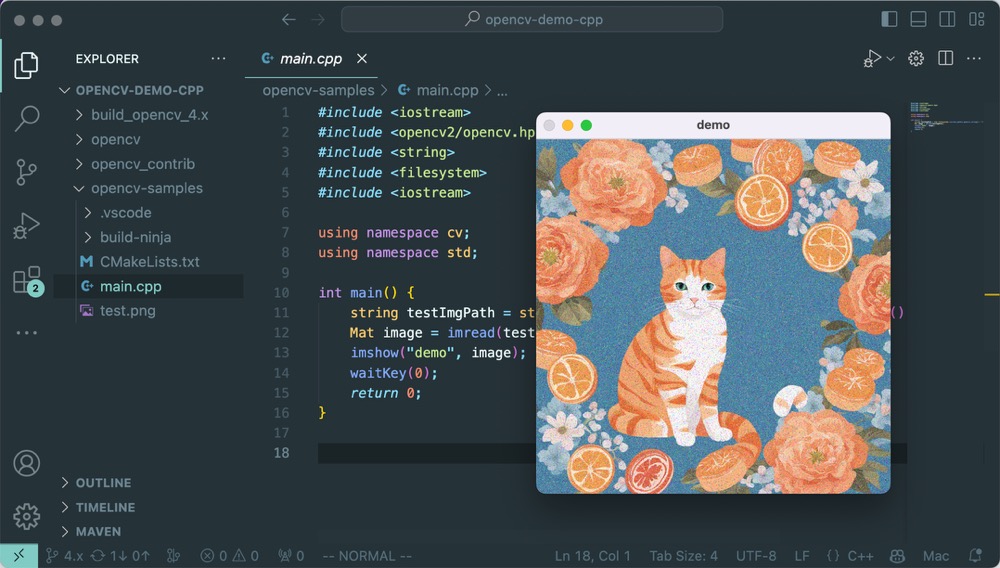 opencv-demo-cpp
EXPLORER
main.cpp
OPENCV-DEMO-CPP
build_opencv_4.x
opencv
opencv_contrib
opencv-samples
.vscode
build-ninja
CMakeLists.txt
main.cpp
test.png
2
OUTLINE
TIMELINE
MAVEN
opencv-samples > main.cpp > ...
1 #include <iostream>
2 #include <opencv2/opencv.hp
3 #include <string>
4 #include <filesystem>
5 #include <iostream>
6
7 using namespace cv;
8 using namespace std;
9
10 int main() {
11 string testImgPath = st ()
12 Mat image = imread(test
13 imshow("demo", image);
14 waitKey(0);
15 return 0;
16 }
17
18
demo
4.x 1↓ 0↑ 0 0 0 -- NORMAL -- Ln 18, Col 1 Tab Size: 4 UTF-8 LF {} C++ Mac